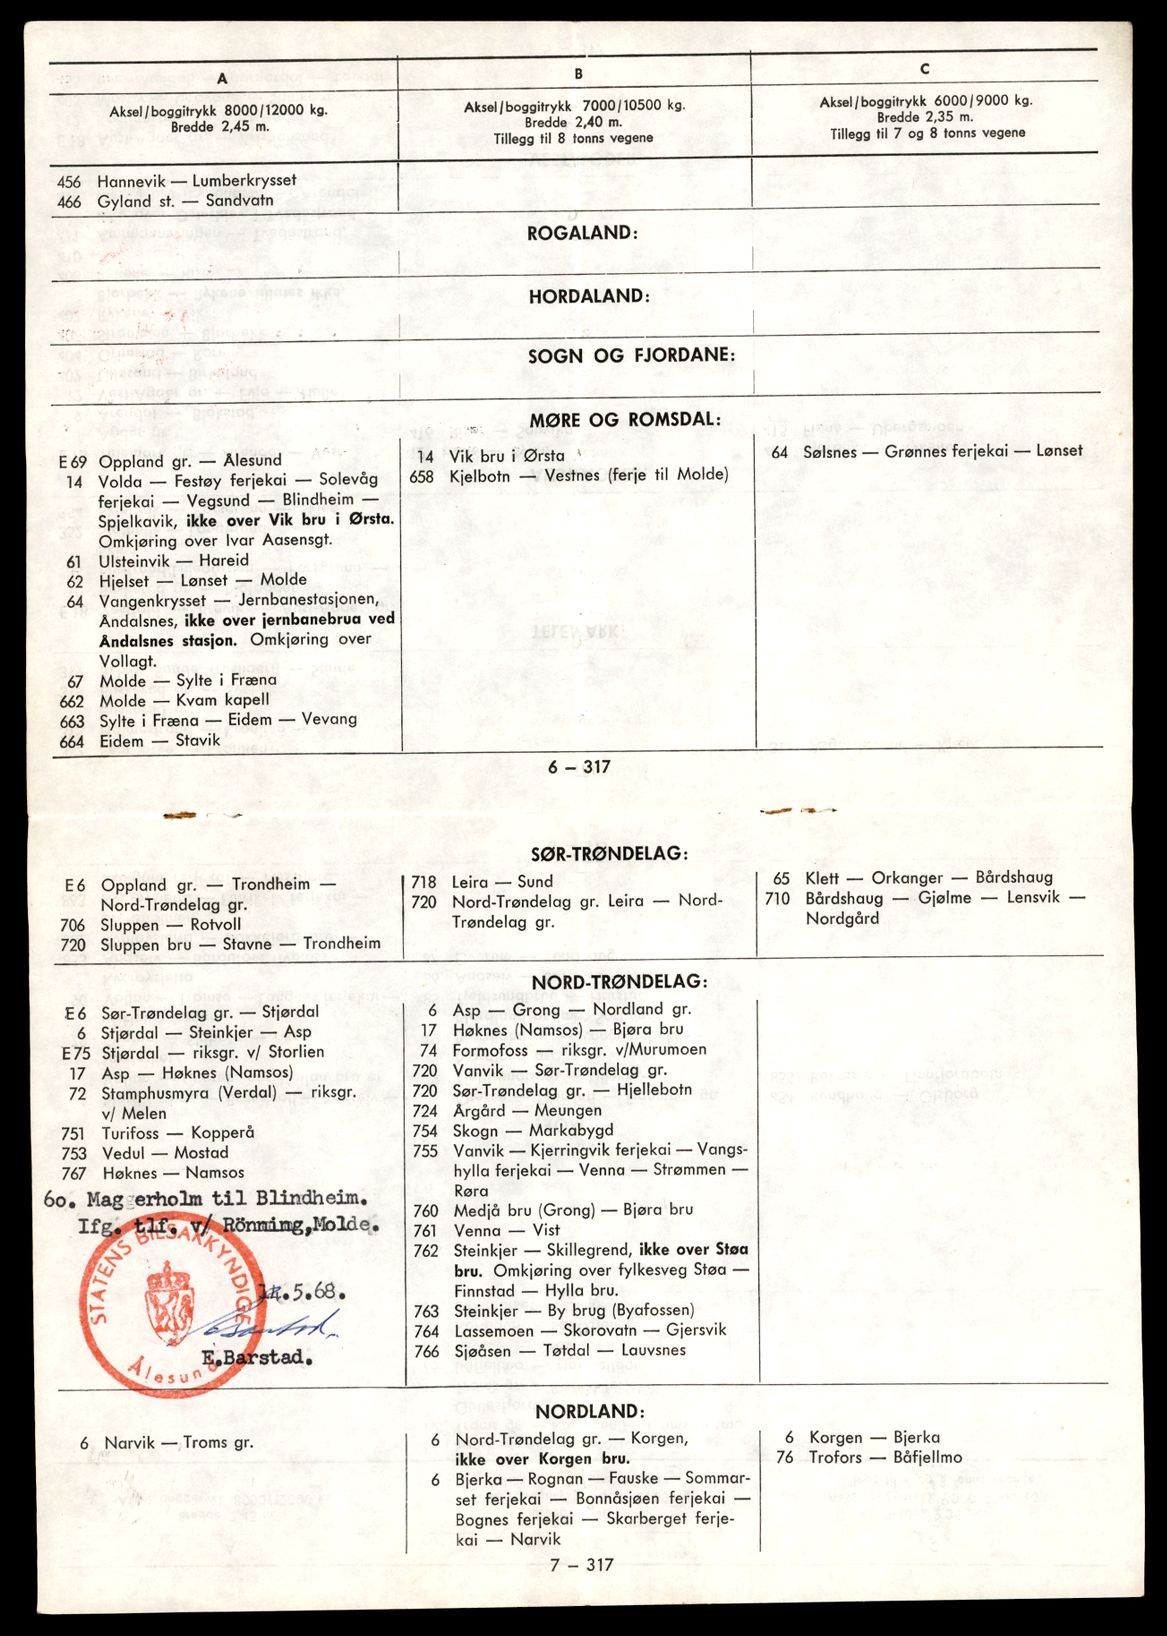 A
B
C
Aksel/boggitrykk 8000/12000 kg.
Bredde 2,45 m.
Aksel/boggitrykk 7000/10500 kg.
Bredde 2,40 m.
Tillegg til 8 tonns vegene
Aksel/boggitrykk 6000/9000 kg.
Bredde 2,35 m.
Tillegg til 7 og 8 tonns vegene
456 Hannevik — Lumberkrysset
466 Gyland st. — Sandvatn
ROGALAND:
HORDALAND:
SOGN OG FJORDANE:
MØRE OG ROMSDAL:
E 69 Oppland gr. — Ålesund
14 Volda — Festøy ferjekai — Solevåg
ferjekai — Vegsund — Blindheim —
Spjelkavik, ikke over Vik bru i Ørsta.
Omkjøring over Ivar Aasensgt.
61 Ulsteinvik — Hareid
62 Hjelset — Lønset — Molde
64 Vangenkrysset — Jernbanestasjonen,
Åndalsnes, ikke over jernbanebrua ved
Åndalsnes stasjon. Omkjøring over
Vollagt.
67 Molde — Sylte i Fræna
662 Molde — Kvam kapell
663 Sylte i Fræna — Eidem — Vevang
664 Eidem — Stavik
14 Vik bru i Ørsta
658 Kjelbotn — Vestnes (ferje til Molde)
64 Sølsnes — Grønnes ferjekai — Lønset
6 – 317
SØR-TRØNDELAG:
E 6 Oppland gr. — Trondheim —
Nord-Trøndelag gr.
706 Sluppen — Rotvoll
720 Sluppen bru — Stavne — Trondheim
718 Leira — Sund
720 Nord-Trøndelag gr. Leira — Nord-
Trøndelag gr.
65 Klett — Orkanger — Bårdshaug
710 Bårdshaug — Gjølme — Lensvik —
Nordgård
NORD-TRØNDELAG:
E 6 Sør-Trøndelag gr. — Stjørdal
6 Stjørdal — Steinkjer — Asp
E 75 Stjørdal — riksgr. v/ Storlien
17 Asp — Høknes (Namsos)
72 Stamphusmyra (Verdal) — riksgr.
v/ Melen
751 Turifoss — Kopperå
753 Vedul — Mostad
767 Høknes — Namsos
60. Maggerholm til Blindheim.
Ifg. tlf. v/ Rönning, Molde.
STATENS BILSAKKYNDIGE
Ålesund
.5.68.
E.Barstad.
6 Asp — Grong — Nordland gr.
17 Høknes (Namsos) — Bjøra bru
74 Formofoss — riksgr. v/Murumoen
720 Vanvik — Sør-Trøndelag gr.
720 Sør-Trøndelag gr. — Hjellebotn
724 Årgård — Meungen
754 Skogn — Markabygd
755 Vanvik — Kjerringvik ferjekai — Vangs-
hylla ferjekai — Venna — Strømmen —
Røra
760 Medjå bru (Grong) — Bjøra bru
761 Venna — Vist
762 Steinkjer — Skillegrend, ikke over Støa
bru. Omkjøring over fylkesveg Støa —
Finnstad — Hylla bru.
763 Steinkjer — By brug (Byafossen)
764 Lassemoen — Skorovatn — Gjersvik
766 Sjøåsen — Tøtdal — Lauvsnes
NORDLAND:
6 Narvik — Troms gr.
6 Nord-Trøndelag gr. — Korgen,
ikke over Korgen bru.
6 Bjerka — Rognan — Fauske — Sommar-
set ferjekai — Bonnåsjøen ferjekai —
Bognes ferjekai — Skarberget ferje-
kai — Narvik
6 Korgen — Bjerka
76 Trofors — Båfjellmo
7 – 317